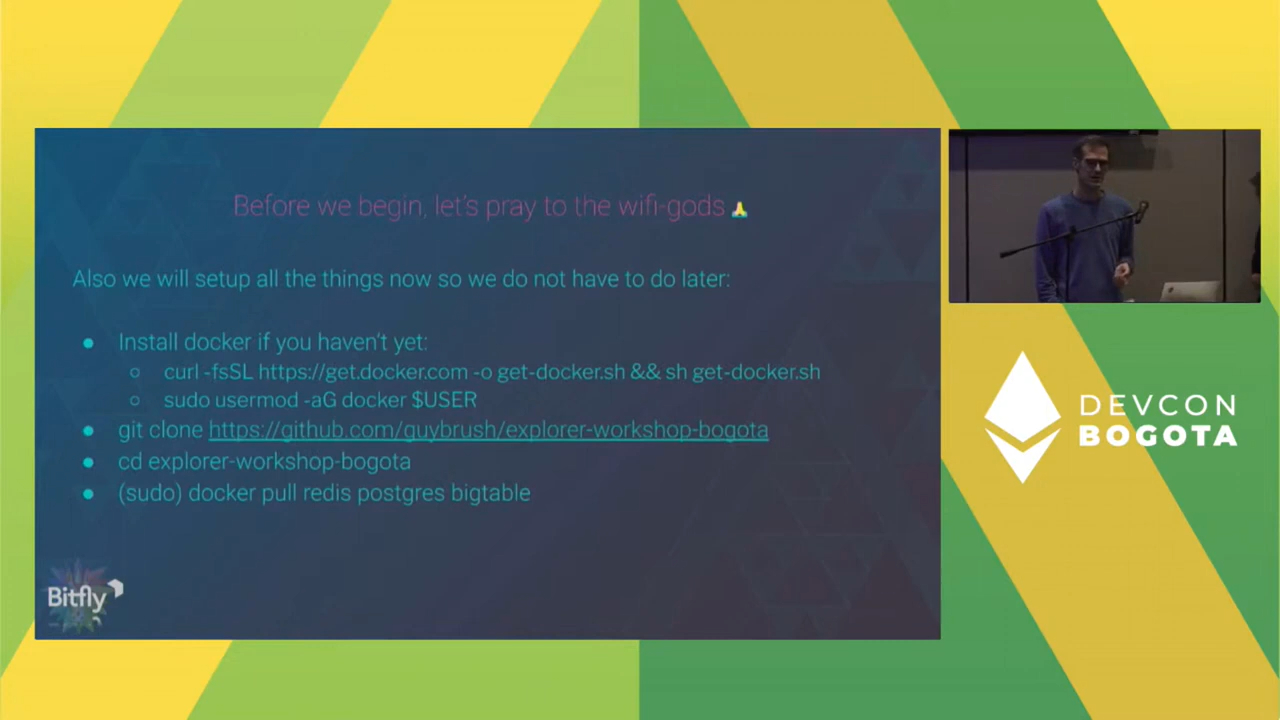 Before we begin, let's pray to the wifi-gods 🙏
Also we will setup all the things now so we do not have to do later:
● Install docker if you haven't yet:
○ curl -fsSL https://get.docker.com -o get-docker.sh && sh get-docker.sh
○ sudo usermod -aG docker $USER
● git clone https://github.com/guybrush/explorer-workshop-bogota
● cd explorer-workshop-bogota
● (sudo) docker pull redis postgres bigtable
Bitfly
DEVCON
BOGOTA